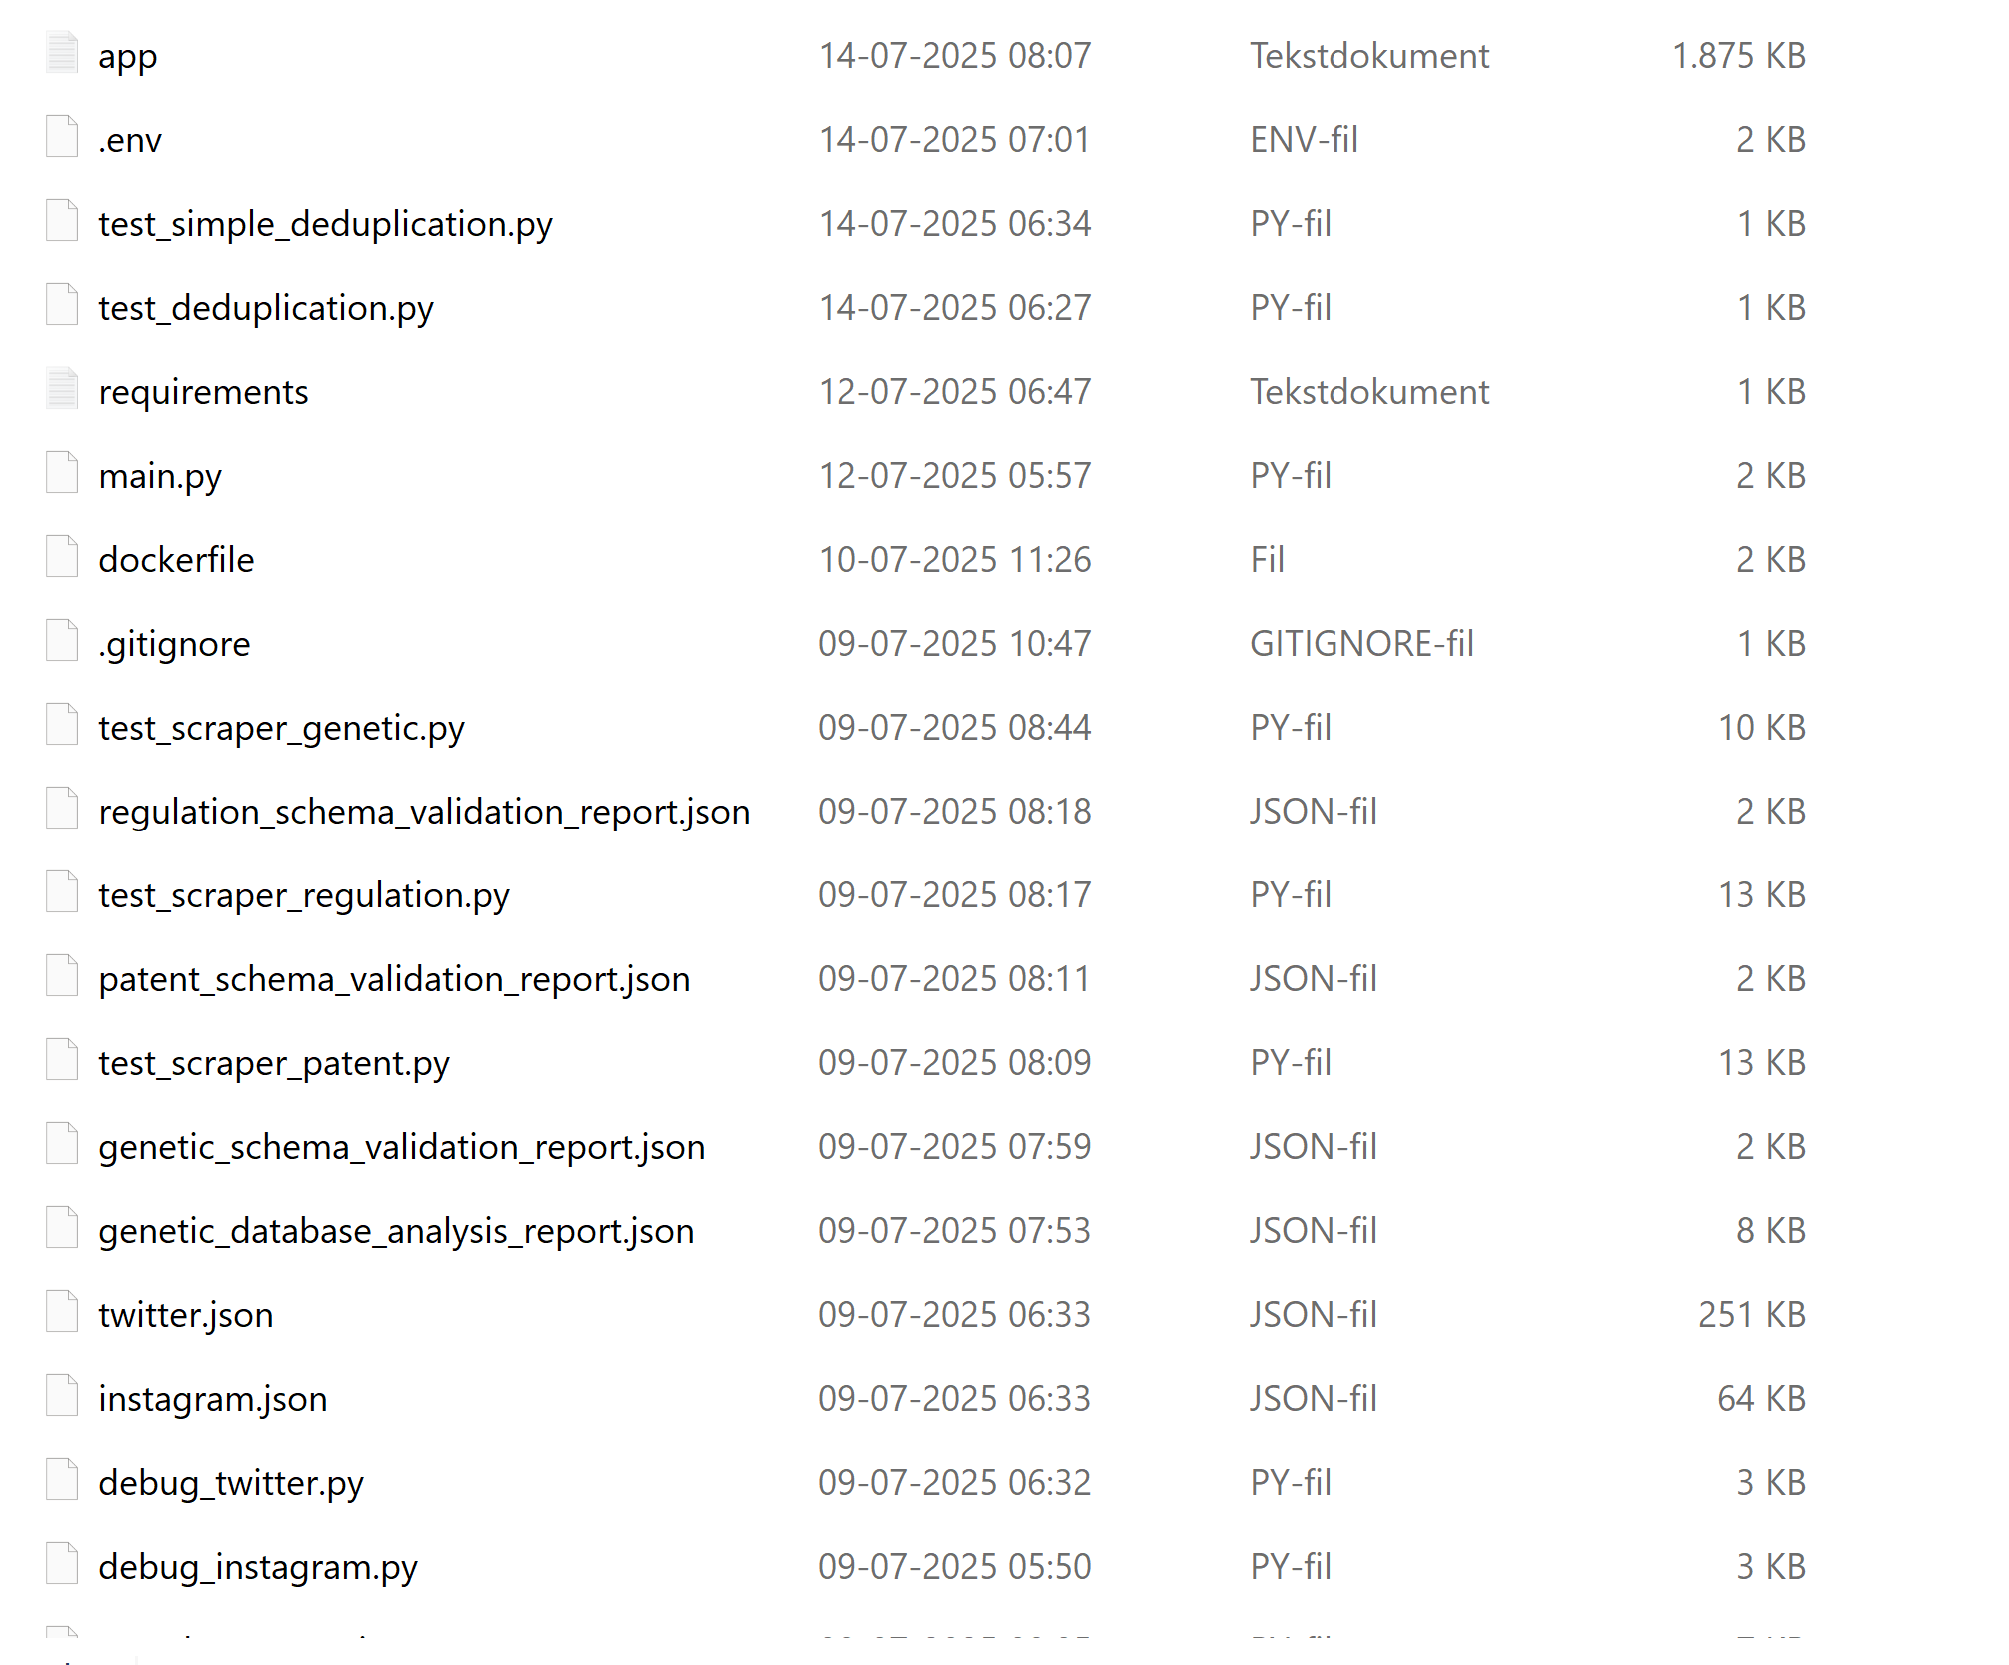 app 14-07-2025 08:07 Tekstdokument 1.875 KB
.env 14-07-2025 07:01 ENV-fil 2 KB
test_simple_deduplication.py 14-07-2025 06:34 PY-fil 1 KB
test_deduplication.py 14-07-2025 06:27 PY-fil 1 KB
requirements 12-07-2025 06:47 Tekstdokument 1 KB
main.py 12-07-2025 05:57 PY-fil 2 KB
dockerfile 10-07-2025 11:26 Fil 2 KB
.gitignore 09-07-2025 10:47 GITIGNORE-fil 1 KB
test_scraper_genetic.py 09-07-2025 08:44 PY-fil 10 KB
regulation_schema_validation_report.json 09-07-2025 08:18 JSON-fil 2 KB
test_scraper_regulation.py 09-07-2025 08:17 PY-fil 13 KB
patent_schema_validation_report.json 09-07-2025 08:11 JSON-fil 2 KB
test_scraper_patent.py 09-07-2025 08:09 PY-fil 13 KB
genetic_schema_validation_report.json 09-07-2025 07:59 JSON-fil 2 KB
genetic_database_analysis_report.json 09-07-2025 07:53 JSON-fil 8 KB
twitter.json 09-07-2025 06:33 JSON-fil 251 KB
instagram.json 09-07-2025 06:33 JSON-fil 64 KB
debug_twitter.py 09-07-2025 06:32 PY-fil 3 KB
debug_instagram.py 09-07-2025 05:50 PY-fil 3 KB